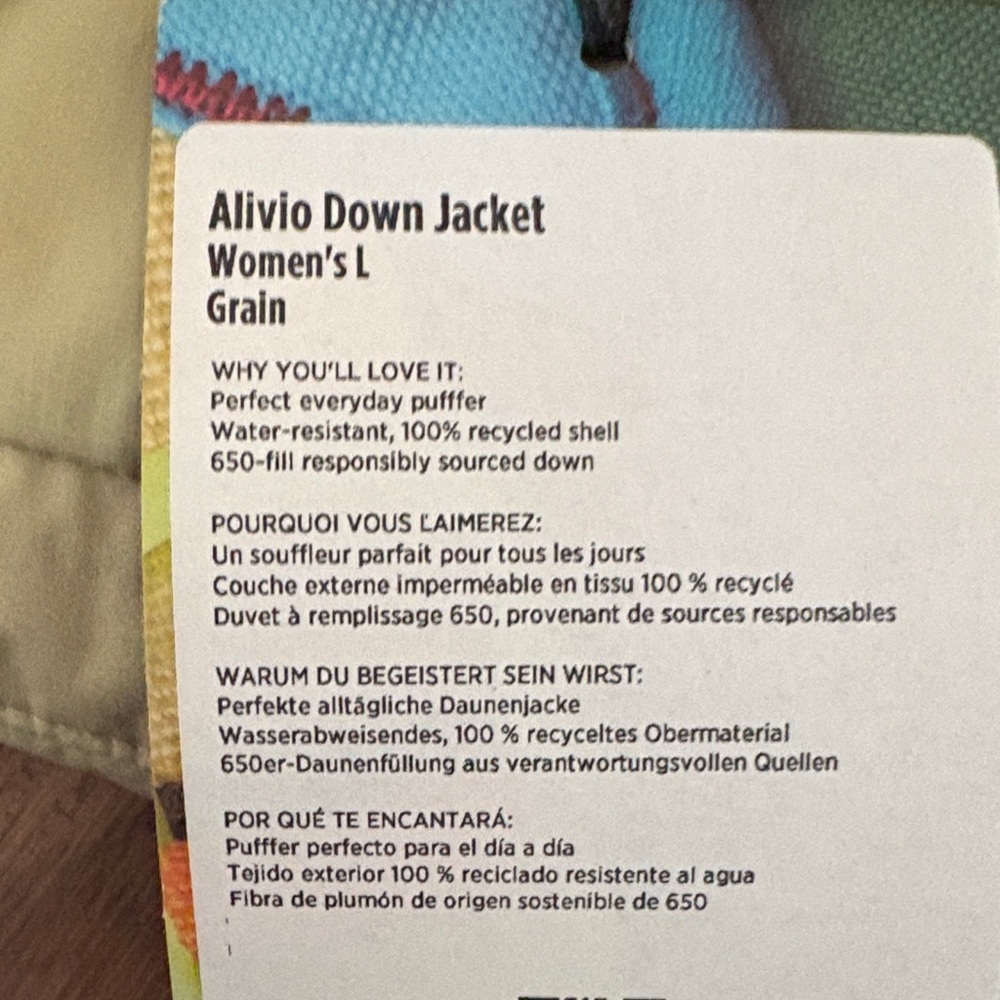 Alivio Down Jacket
Women's L
Grain
WHY YOU'LL LOVE IT:
Perfect everyday pufffer
Water-resistant, 100% recycled shell
650-fill responsibly sourced down
POURQUOI VOUS L'AIMEREZ:
Un souffleur parfait pour tous les jours
Couche externe imperméable en tissu 100 % recyclé
Duvet à remplissage 650, provenant de sources responsables
WARUM DU BEGEISTERT SEIN WIRST:
Perfekte alltägliche Daunenjacke
Wasserabweisendes, 100 % recyceltes Obermaterial
650er-Daunenfüllung aus verantwortungsvollen Quellen
POR QUÉ TE ENCANTARÁ:
Pufffer perfecto para el día a día
Tejido exterior 100 % reciclado resistente al agua
Fibra de plumón de origen sostenible de 650